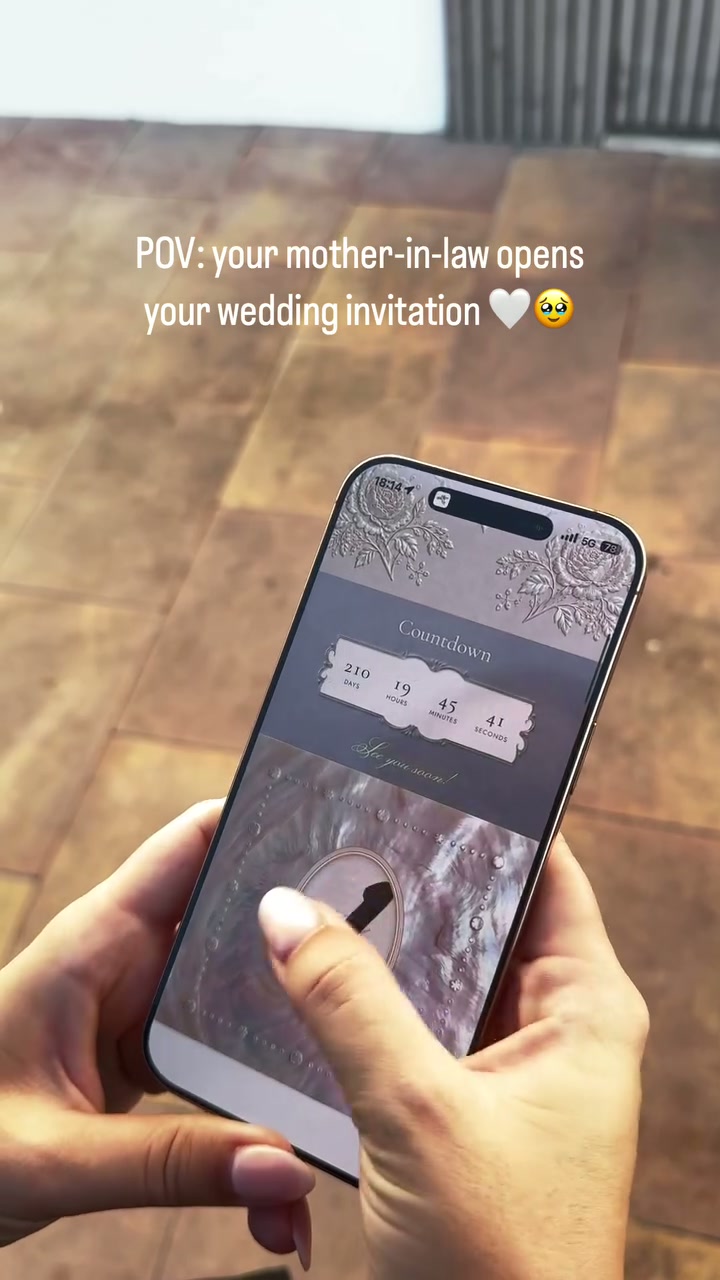 POV: your mother-in-law opens
your wedding invitation 🤍🥹
18:14
5G 78
Countdown
210 19 45 41
DAYS HOURS MINUTES SECONDS
See you soon!